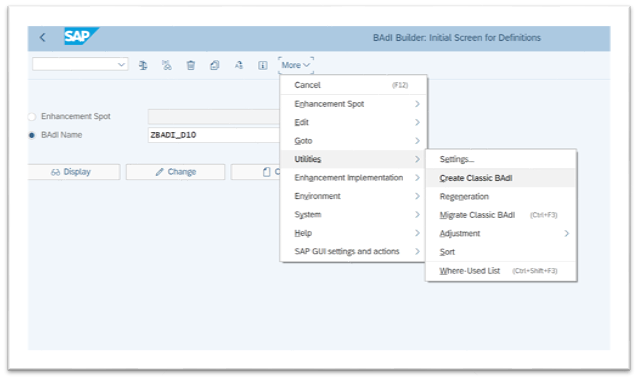 SAP
BAdI Builder: Initial Screen for Definitions
More
Cancel (F12)
Enhancement Spot
Enhancement Spot
BAdI Name ZBADI_D10
Edit
Goto
Utilities
Settings...
Display
Change
Enhancement Implementation
Create Classic BAdI
Environment
Regeneration
System
Migrate Classic BAdI (Ctrl+F3)
Help
Adjustment
SAP GUI settings and actions
Sort
Where-Used List (Ctrl+Shift+F3)